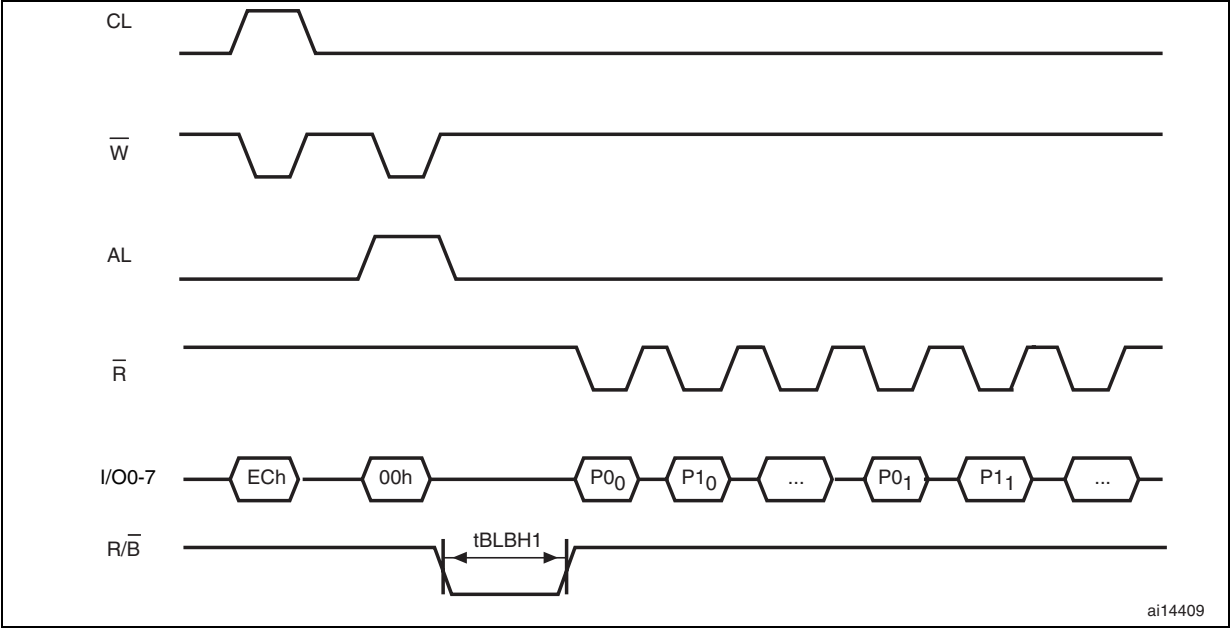 CL
W̅
AL
R̅
I/O0-7 ECh 00h P0₀ P1₀ ... P0₁ P1₁ ...
R/B̅ tBLBH1
ai14409